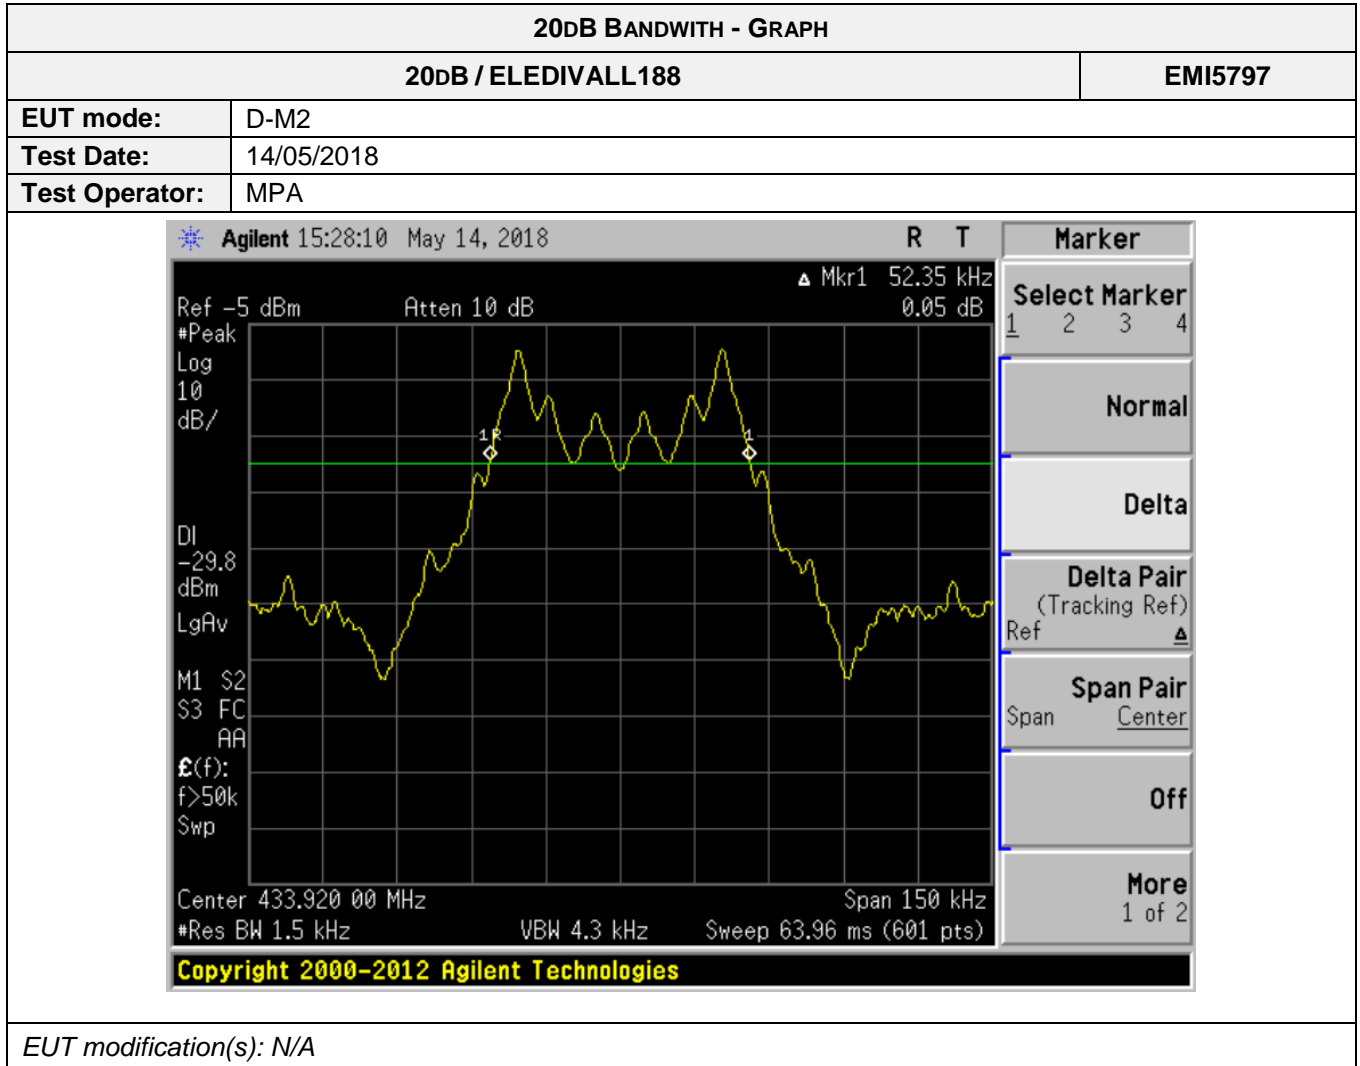 20DB BANDWITH - GRAPH
20DB / ELEDIVALL188 EMI5797
EUT mode: D-M2
Test Date: 14/05/2018
Test Operator: MPA
Agilent 15:28:10 May 14, 2018 R T
Marker
Δ Mkr1 52.35 kHz
Ref -5 dBm Atten 10 dB 0.05 dB
#Peak
Log
10
dB/
1R
1
DI
-29.8
dBm
LgAv
M1 S2
S3 FC
AA
£(f):
f>50k
Swp
Center 433.920 00 MHz Span 150 kHz
#Res BW 1.5 kHz VBW 4.3 kHz Sweep 63.96 ms (601 pts)
Select Marker
1 2 3 4
Normal
Delta
Delta Pair
(Tracking Ref)
Ref Δ
Span Pair
Span Center
Off
More
1 of 2
Copyright 2000-2012 Agilent Technologies
EUT modification(s): N/A